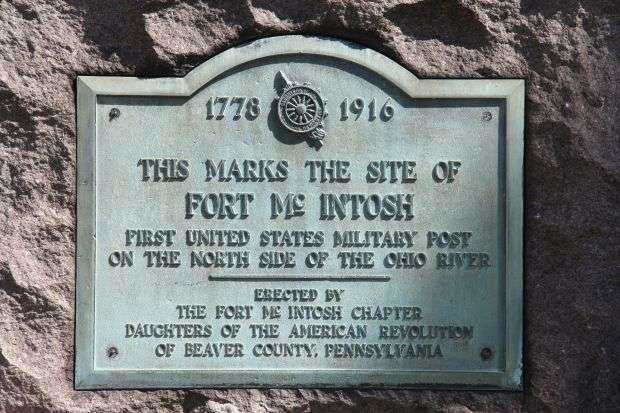 1778 1916
THIS MARKS THE SITE OF
FORT Mc INTOSH
FIRST UNITED STATES MILITARY POST
ON THE NORTH SIDE OF THE OHIO RIVER
ERECTED BY
THE FORT Mc INTOSH CHAPTER
DAUGHTERS OF THE AMERICAN REVOLUTION
OF BEAVER COUNTY, PENNSYLVANIA